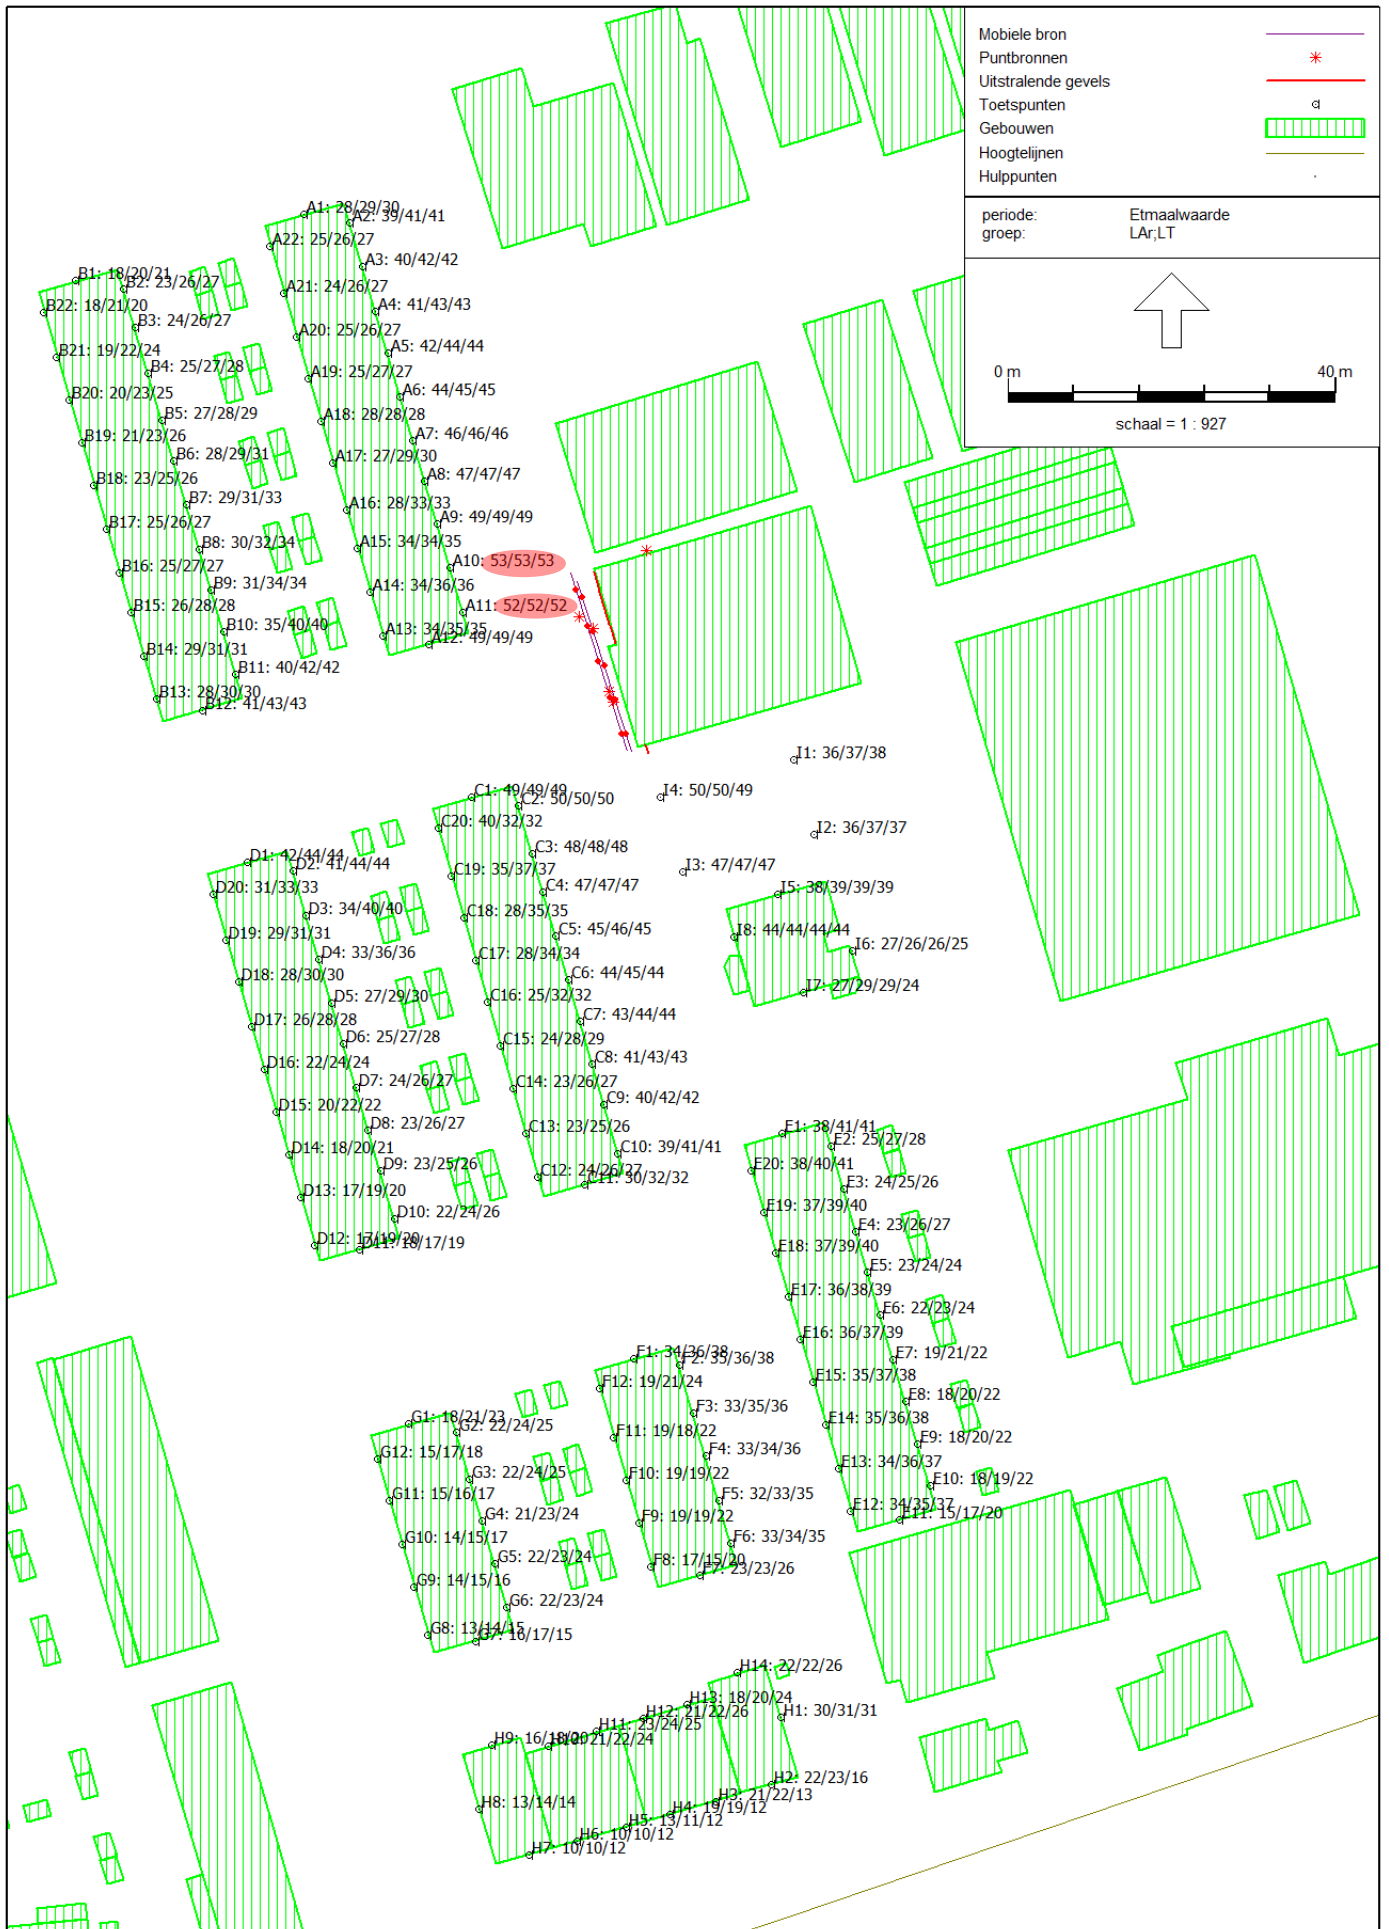 Mobiele bron
Puntbronnen
Uitstralende gevels
Toetspunten
Gebouwen
Hoogtelijnen
Hulppunten
periode: Etmaalwaarde
groep: LAr;LT
0 m 40 m
schaal = 1 : 927
A1: 28/29/30
A2: 39/41/41
A22: 25/26/27
A3: 40/42/42
A21: 24/26/27
A4: 41/43/43
A20: 25/26/27
A5: 42/44/44
A19: 25/27/27
A6: 44/45/45
A18: 28/28/28
A7: 46/46/46
A17: 27/29/30
A8: 47/47/47
A16: 28/33/33
A9: 49/49/49
A15: 34/34/35
A10: 53/53/53
A14: 34/36/36
A11: 52/52/52
A13: 34/35/35
A12: 49/49/49
B1: 18/20/21
B2: 23/26/27
B22: 18/21/20
B3: 24/26/27
B21: 19/22/24
B4: 25/27/28
B20: 20/23/25
B5: 27/28/29
B19: 21/23/26
B6: 28/29/31
B18: 23/25/26
B7: 29/31/33
B17: 25/26/27
B8: 30/32/34
B16: 25/27/27
B9: 31/34/34
B15: 26/28/28
B10: 35/40/40
B14: 29/31/31
B11: 40/42/42
B13: 28/30/30
B12: 41/43/43
I1: 36/37/38
I4: 50/50/49
I2: 36/37/37
I3: 47/47/47
I5: 38/39/39/39
I8: 44/44/44/44
I6: 27/26/26/25
I7: 27/29/29/24
C1: 49/49/49
C2: 50/50/50
C20: 40/32/32
C3: 48/48/48
C19: 35/37/37
C4: 47/47/47
C18: 28/35/35
C5: 45/46/45
C17: 28/34/34
C6: 44/45/44
C16: 25/32/32
C7: 43/44/44
C15: 24/28/29
C8: 41/43/43
C14: 23/26/27
C9: 40/42/42
C13: 23/25/26
C10: 39/41/41
C12: 24/26/27
C11: 30/32/32
D1: 42/44/44
D2: 41/44/44
D20: 31/33/33
D3: 34/40/40
D19: 29/31/31
D4: 33/36/36
D18: 28/30/30
D5: 27/29/30
D17: 26/28/28
D6: 25/27/28
D16: 22/24/24
D7: 24/26/27
D15: 20/22/22
D8: 23/26/27
D14: 18/20/21
D9: 23/25/26
D13: 17/19/20
D10: 22/24/26
D12: 17/19/20
D11: 18/17/19
E1: 38/41/41
E2: 25/27/28
E20: 38/40/41
E3: 24/25/26
E19: 37/39/40
E4: 23/26/27
E18: 37/39/40
E5: 23/24/24
E17: 36/38/39
E6: 22/23/24
E16: 36/37/39
E7: 19/21/22
E15: 35/37/38
E8: 18/20/22
E14: 35/36/38
E9: 18/20/22
E13: 34/36/37
E10: 18/19/22
E12: 34/35/37
E11: 15/17/20
F1: 34/36/38
F2: 35/36/38
F12: 19/21/24
F3: 33/35/36
F11: 19/18/22
F4: 33/34/36
F10: 19/19/22
F5: 32/33/35
F9: 19/19/22
F6: 33/34/35
F8: 17/15/20
F7: 23/23/26
G1: 18/21/23
G2: 22/24/25
G12: 15/17/18
G3: 22/24/25
G11: 15/16/17
G4: 21/23/24
G10: 14/15/17
G5: 22/23/24
G9: 14/15/16
G6: 22/23/24
G8: 13/14/15
G7: 16/17/15
H14: 22/22/26
H13: 18/20/24
H12: 21/22/26
H1: 30/31/31
H11: 23/24/25
H9: 16/18/20
H10: 21/22/24
H2: 22/23/16
H3: 21/22/13
H8: 13/14/14
H4: 19/19/12
H5: 13/11/12
H6: 10/10/12
H7: 10/10/12